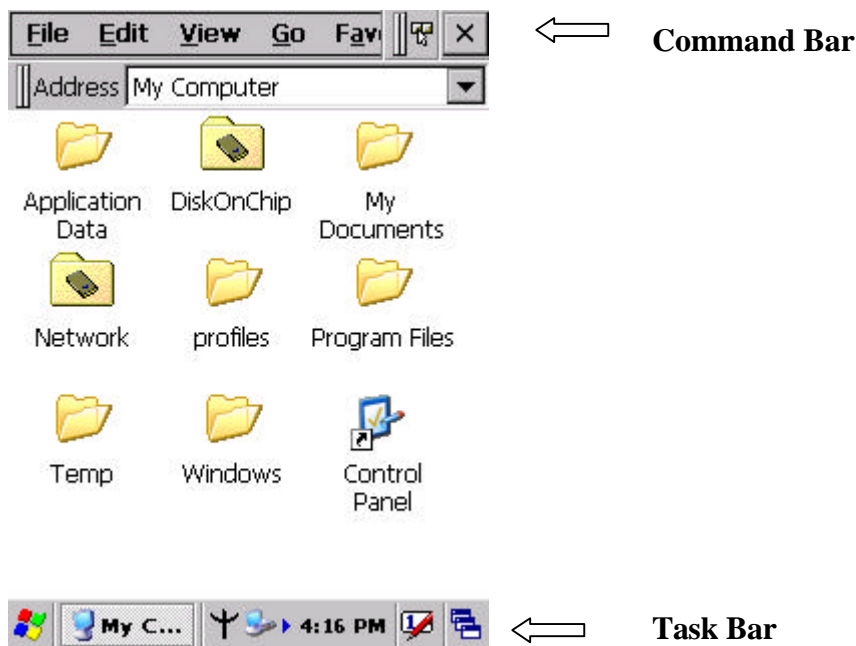 File Edit View Go Fav
Command Bar
Address My Computer
Application Data
DiskOnChip
My Documents
Network
profiles
Program Files
Temp
Windows
Control Panel
My C... 4:16 PM
Task Bar